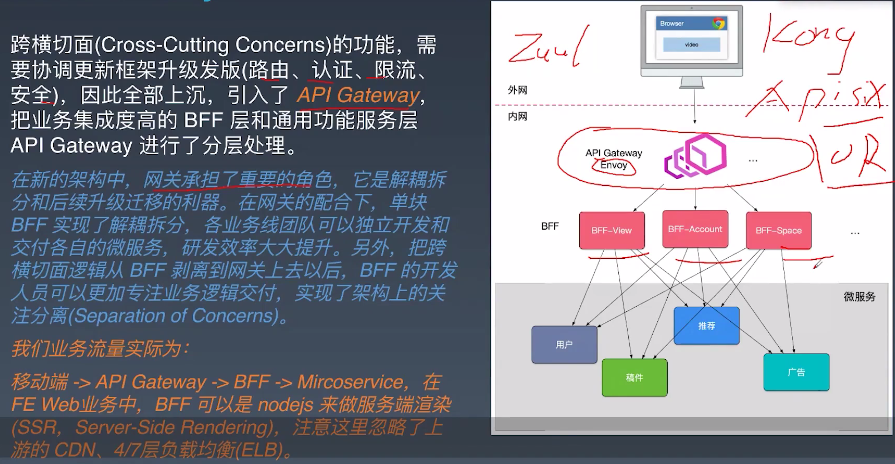 跨横切面(Cross-Cutting Concerns)的功能，需
要协调更新框架升级发版(路由、认证、限流、
安全)，因此全部上沉，引入了 API Gateway，
把业务集成度高的 BFF 层和通用功能服务层
API Gateway 进行了分层处理。
在新的架构中，网关承担了重要的角色，它是解耦拆
分和后续升级迁移的利器。在网关的配合下，单块
BFF 实现了解耦拆分，各业务线团队可以独立开发和
交付各自的微服务，研发效率大大提升。另外，把跨
横切面逻辑从 BFF 剥离到网关上去以后，BFF 的开发
人员可以更加专注业务逻辑交付，实现了架构上的关
注分离(Separation of Concerns)。
我们业务流量实际为：
移动端 -> API Gateway -> BFF -> Mircoservice，在
FE Web业务中，BFF 可以是 nodejs 来做服务端渲染
(SSR，Server-Side Rendering)，注意这里忽略了上
游的 CDN、4/7层负载均衡(ELB)。
Browser
video
Zuul
Kong
外网
Apisix
内网
API Gateway
Envoy
...
BFF
BFF-View
BFF-Account
BFF-Space
...
微服务
用户
推荐
稿件
广告